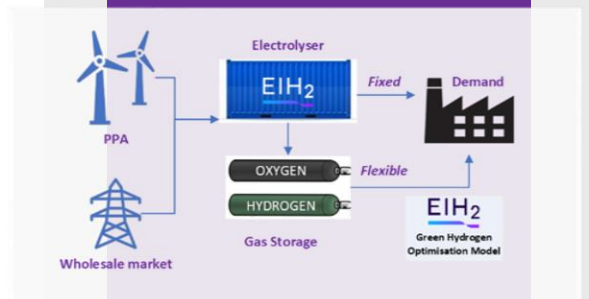 Electrolyser
EIH2
Fixed
Demand
PPA
OXYGEN
Flexible
HYDROGEN
EIH2
Gas Storage
Green Hydrogen
Optimisation Model
Wholesale market